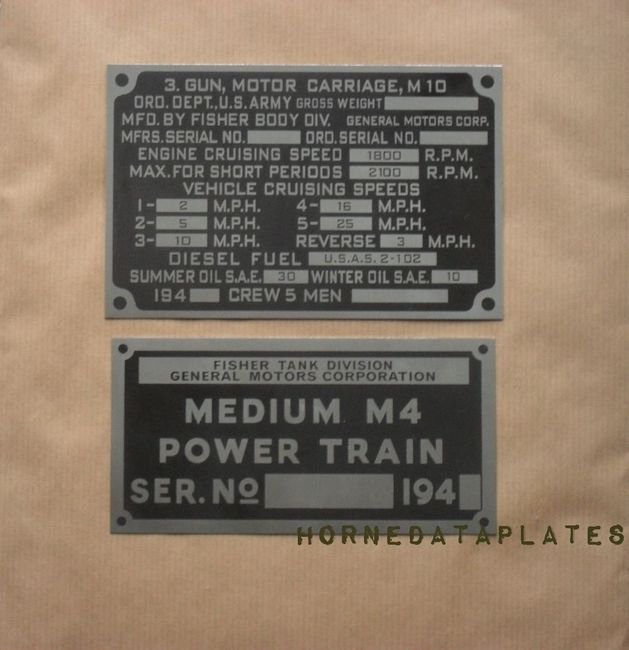 3. GUN, MOTOR CARRIAGE, M 10
ORD. DEPT., U.S. ARMY GROSS WEIGHT
MFD. BY FISHER BODY DIV. GENERAL MOTORS CORP.
MFRS. SERIAL NO. ORD. SERIAL NO.
ENGINE CRUISING SPEED 1800 R.P.M.
MAX. FOR SHORT PERIODS 2100 R.P.M.
VEHICLE CRUISING SPEEDS
1- 2 M.P.H. 4- 16 M.P.H.
2- 5 M.P.H. 5- 25 M.P.H.
3- 10 M.P.H. REVERSE 3 M.P.H.
DIESEL FUEL U.S.A.S. 2-102
SUMMER OIL S.A.E. 30 WINTER OIL S.A.E. 10
194 CREW 5 MEN
FISHER TANK DIVISION
GENERAL MOTORS CORPORATION
MEDIUM M4
POWER TRAIN
SER. Nº 194
HORNEDATAPLATES